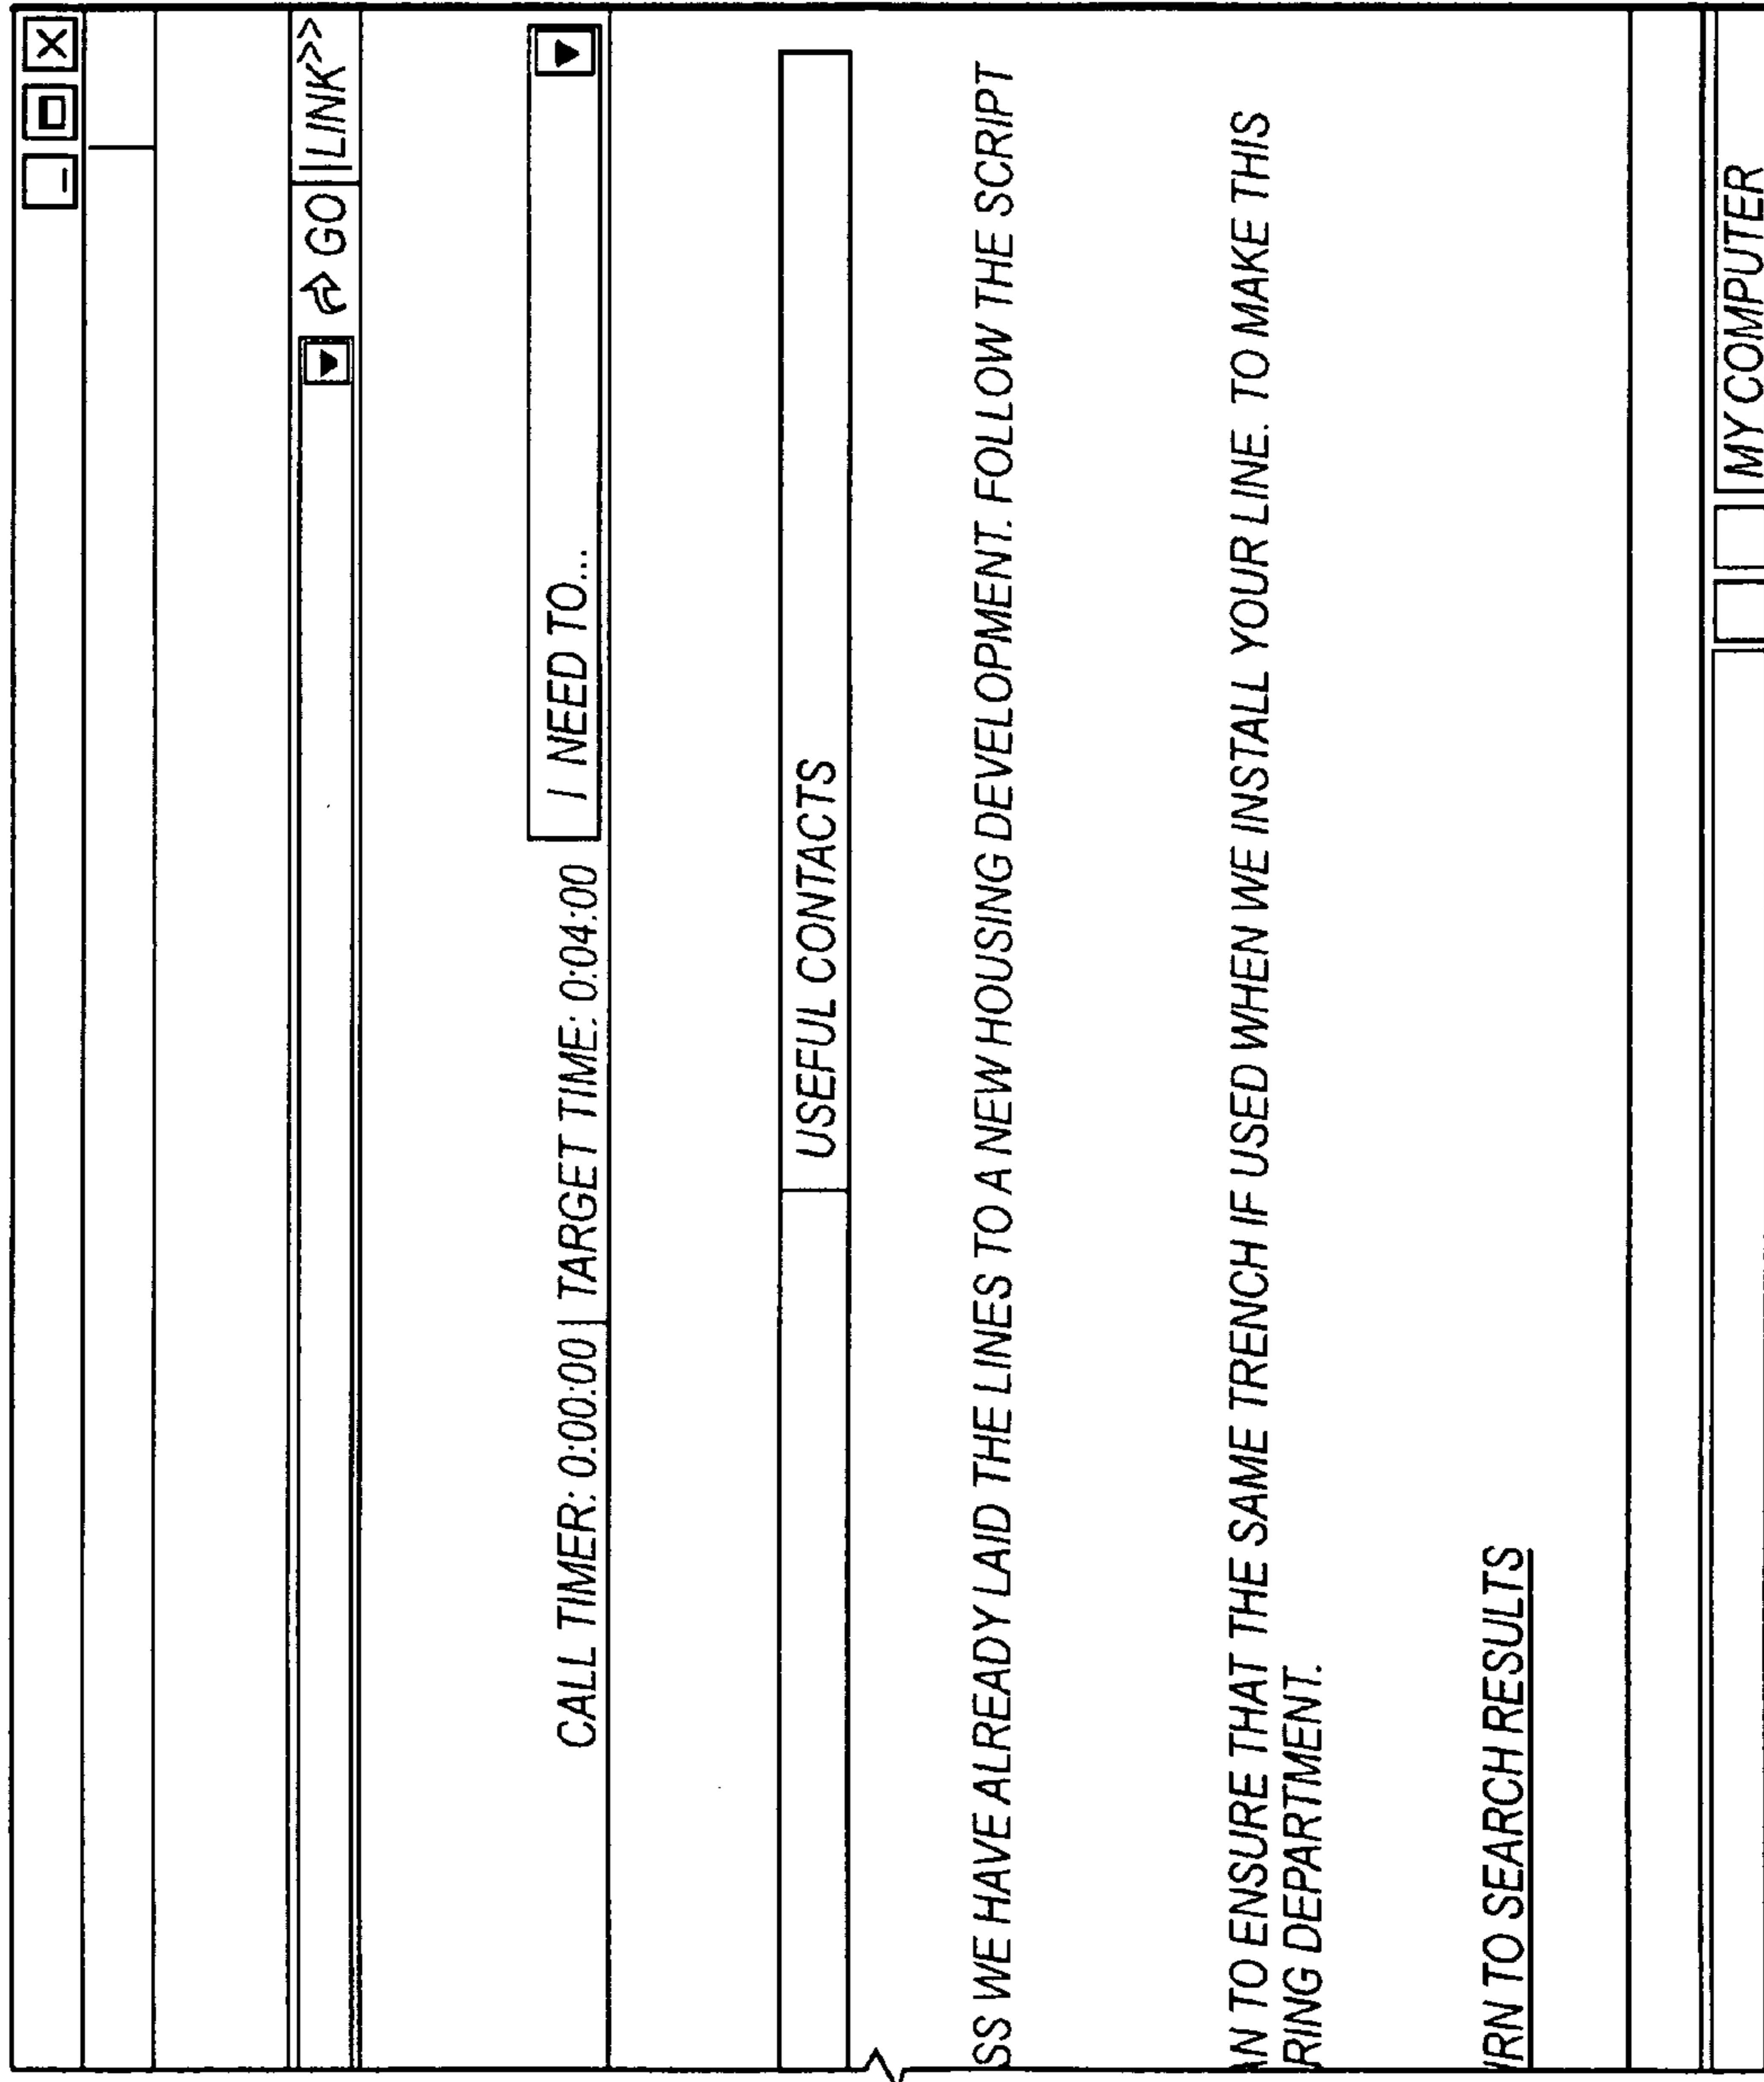 GO LINK >>
CALL TIMER: 0:00:00 | TARGET TIME: 0:04:00 I NEED TO...
USEFUL CONTACTS
SS WE HAVE ALREADY LAID THE LINES TO A NEW HOUSING DEVELOPMENT. FOLLOW THE SCRIPT
AN TO ENSURE THAT THE SAME TRENCH IF USED WHEN WE INSTALL YOUR LINE. TO MAKE THIS
RING DEPARTMENT.
RN TO SEARCH RESULTS
MY COMPUTER